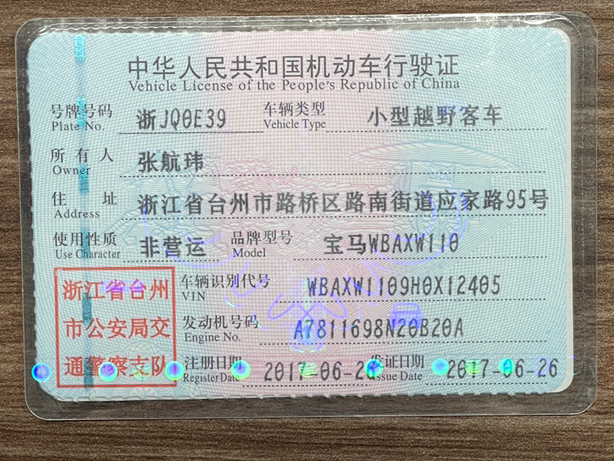 中华人民共和国机动车行驶证
Vehicle License of the People's Republic of China
号牌号码 浙JQ0E39 车辆类型 小型越野客车
Plate No. Vehicle Type
所有人 张航玮
Owner
住址 浙江省台州市路桥区路南街道应家路95号
Address
使用性质 非营运 品牌型号 宝马WBAXW110
Use Character Model
浙江省台州
市公安局交
通警察支队
车辆识别代号 WBAXW1109H0X12405
VIN
发动机号码 A7811698N20B20A
Engine No.
注册日期 2017-06-26 发证日期 2017-06-26
Register Date Issue Date